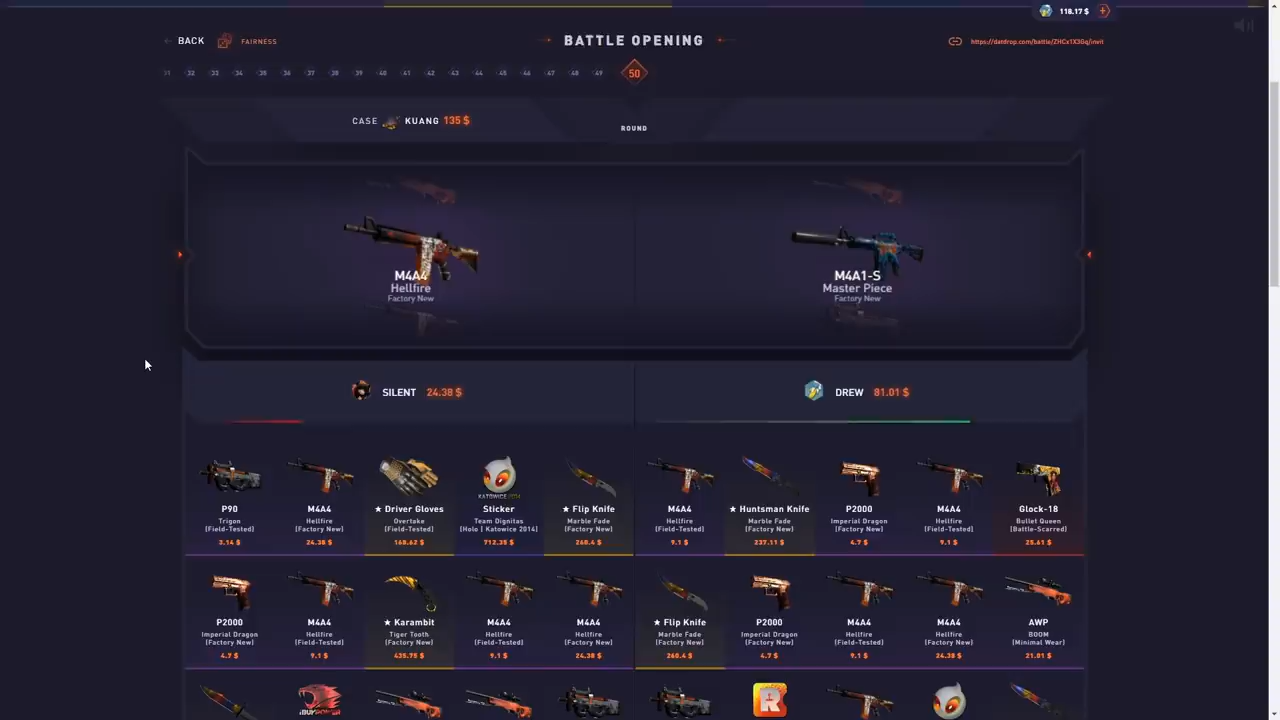 118.17 $
BACK
FAIRNESS
BATTLE OPENING
https://datdrop.com/battle/ZHCx1X3Gq/invit
31 32 33 34 35 36 37 38 39 40 41 42 43 44 45 46 47 48 49 50
CASE KUANG 135 $
ROUND
M4A4
Hellfire
Factory New
M4A1-S
Master Piece
Factory New
SILENT 24.38 $
DREW 81.01 $
P90
Trigon
(Field-Tested)
3.14 $
M4A4
Hellfire
(Factory New)
24.38 $
★ Driver Gloves
Overtake
(Field-Tested)
168.62 $
KATOWICE 2014
Sticker
Team Dignitas
(Holo | Katowice 2014)
712.35 $
★ Flip Knife
Marble Fade
(Factory New)
260.4 $
M4A4
Hellfire
(Field-Tested)
9.1 $
★ Huntsman Knife
Marble Fade
(Factory New)
237.11 $
P2000
Imperial Dragon
(Factory New)
4.7 $
M4A4
Hellfire
(Field-Tested)
9.1 $
Glock-18
Bullet Queen
(Battle-Scarred)
25.61 $
P2000
Imperial Dragon
(Factory New)
4.7 $
M4A4
Hellfire
(Field-Tested)
9.1 $
★ Karambit
Tiger Tooth
(Factory New)
435.75 $
M4A4
Hellfire
(Field-Tested)
9.1 $
M4A4
Hellfire
(Factory New)
24.38 $
★ Flip Knife
Marble Fade
(Factory New)
260.4 $
P2000
Imperial Dragon
(Factory New)
4.7 $
M4A4
Hellfire
(Field-Tested)
9.1 $
M4A4
Hellfire
(Factory New)
24.38 $
AWP
BOOM
(Minimal Wear)
21.01 $
iBUYPOWER
R